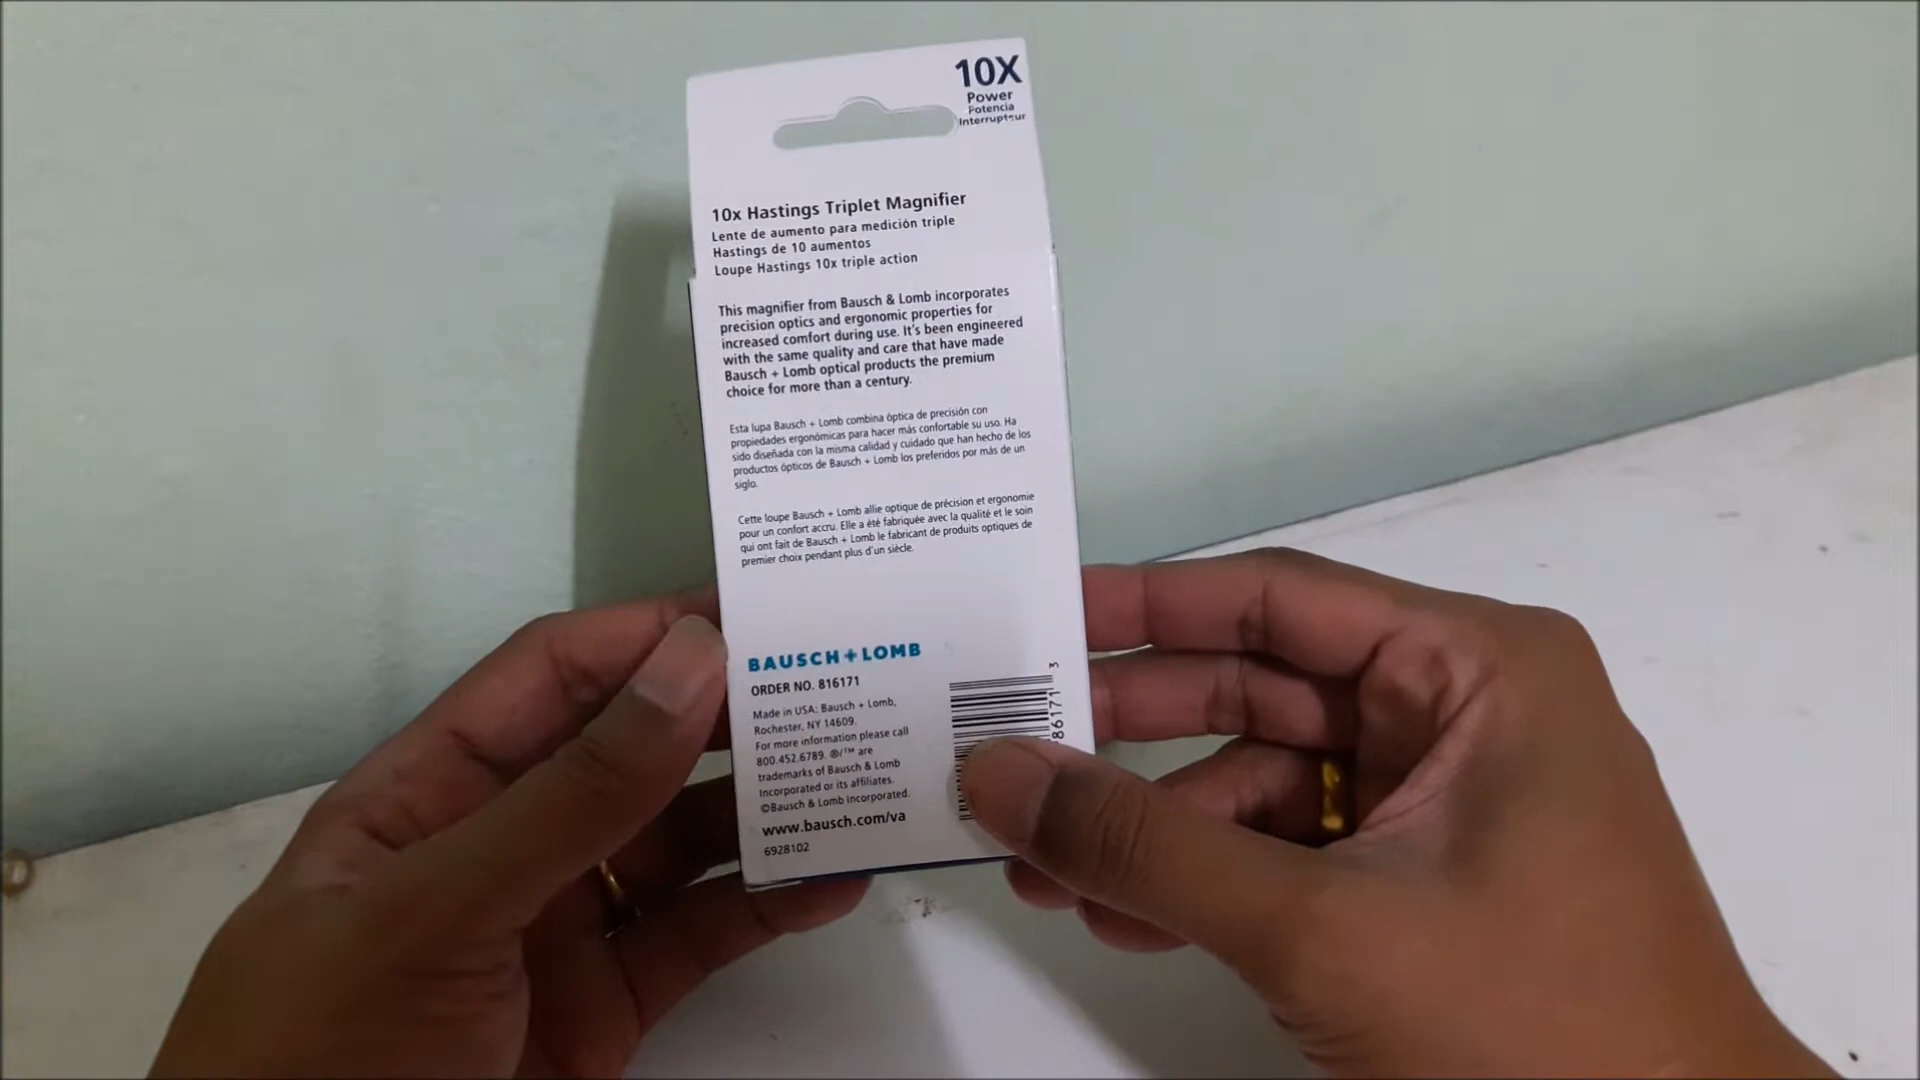 10X
Power
Potencia
Interrupteur
10x Hastings Triplet Magnifier
Lente de aumento para medición triple
Hastings de 10 aumentos
Loupe Hastings 10x triple action
This magnifier from Bausch & Lomb incorporates
precision optics and ergonomic properties for
increased comfort during use. It's been engineered
with the same quality and care that have made
Bausch + Lomb optical products the premium
choice for more than a century.
Esta lupa Bausch + Lomb combina óptica de precisión con
propiedades ergonómicas para hacer más confortable su uso. Ha
sido diseñada con la misma calidad y cuidado que han hecho de los
productos ópticos de Bausch + Lomb los preferidos por más de un
siglo.
Cette loupe Bausch + Lomb allie optique de précision et ergonomie
pour un confort accru. Elle a été fabriquée avec la qualité et le soin
qui ont fait de Bausch + Lomb le fabricant de produits optiques de
premier choix pendant plus d'un siècle.
BAUSCH + LOMB
ORDER NO. 816171
Made in USA: Bausch + Lomb,
Rochester, NY 14609.
For more information please call
800.452.6789. ®/™ are
trademarks of Bausch & Lomb
Incorporated or its affiliates.
©Bausch & Lomb Incorporated.
www.bausch.com/va
6928102
86171 3